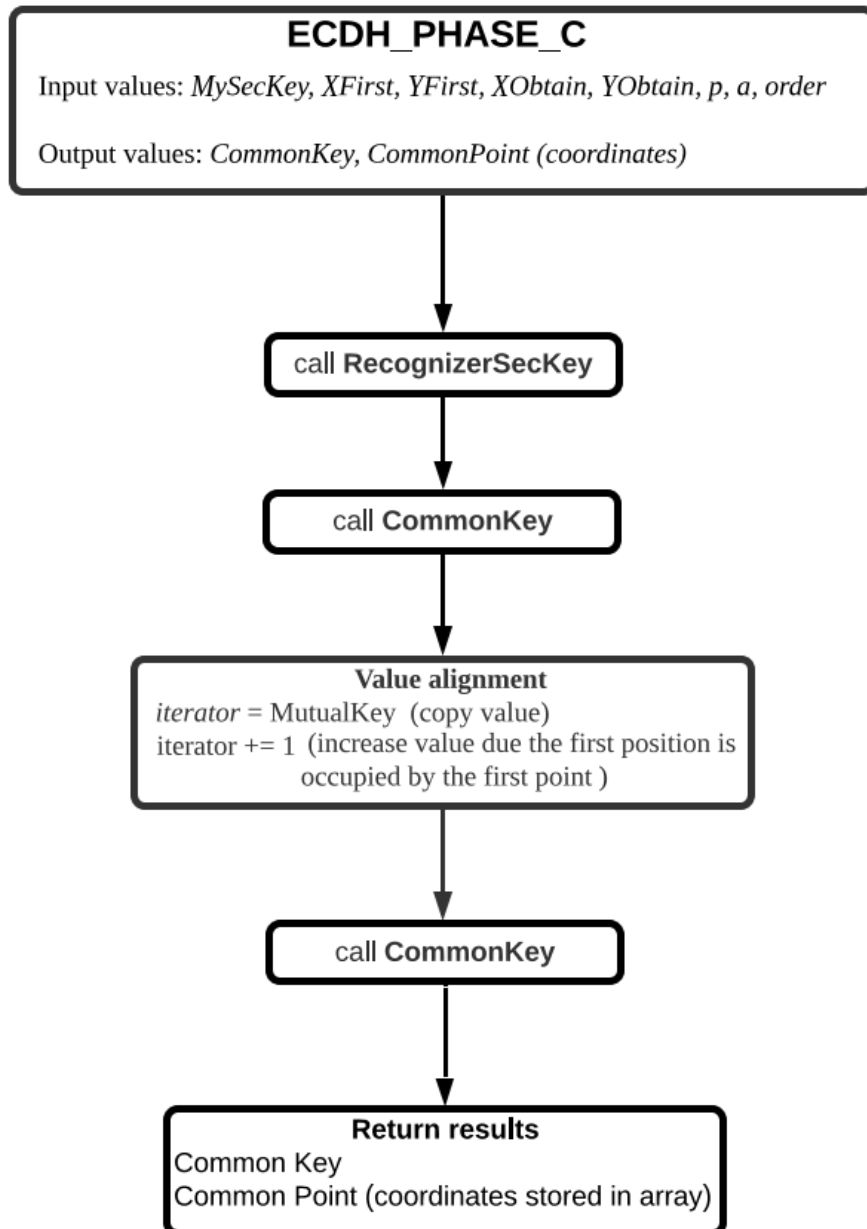 ECDH_PHASE_C
Input values: MySecKey, XFirst, YFirst, XObtain, YObtain, p, a, order
Output values: CommonKey, CommonPoint (coordinates)
call RecognizerSecKey
call CommonKey
Value alignment
iterator = MutualKey (copy value)
iterator += 1 (increase value due the first position is
occupied by the first point )
call CommonKey
Return results
Common Key
Common Point (coordinates stored in array)